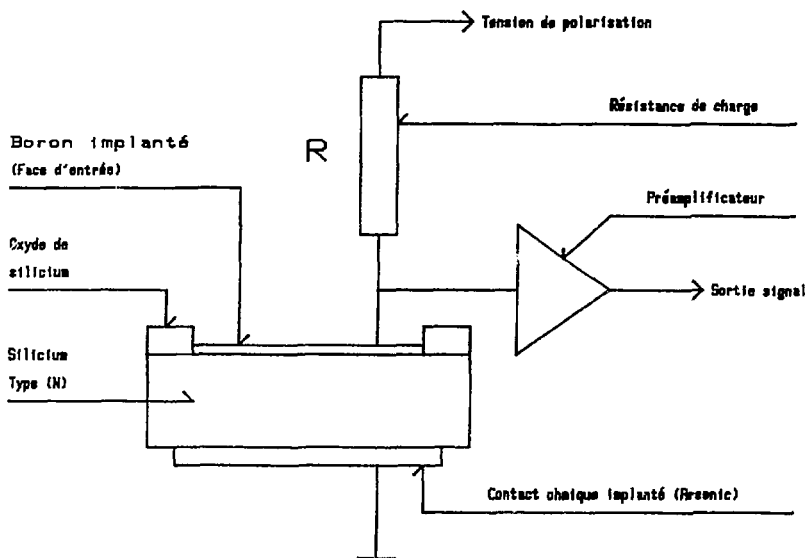 Tension de polarisation
Résistance de charge
Boron implanté
(Face d'entrée)
R
Préamplificateur
Oxyde de
silicium
Sortie signal
Silicium
Type (N)
Contact ohmique implanté (Arsenic)